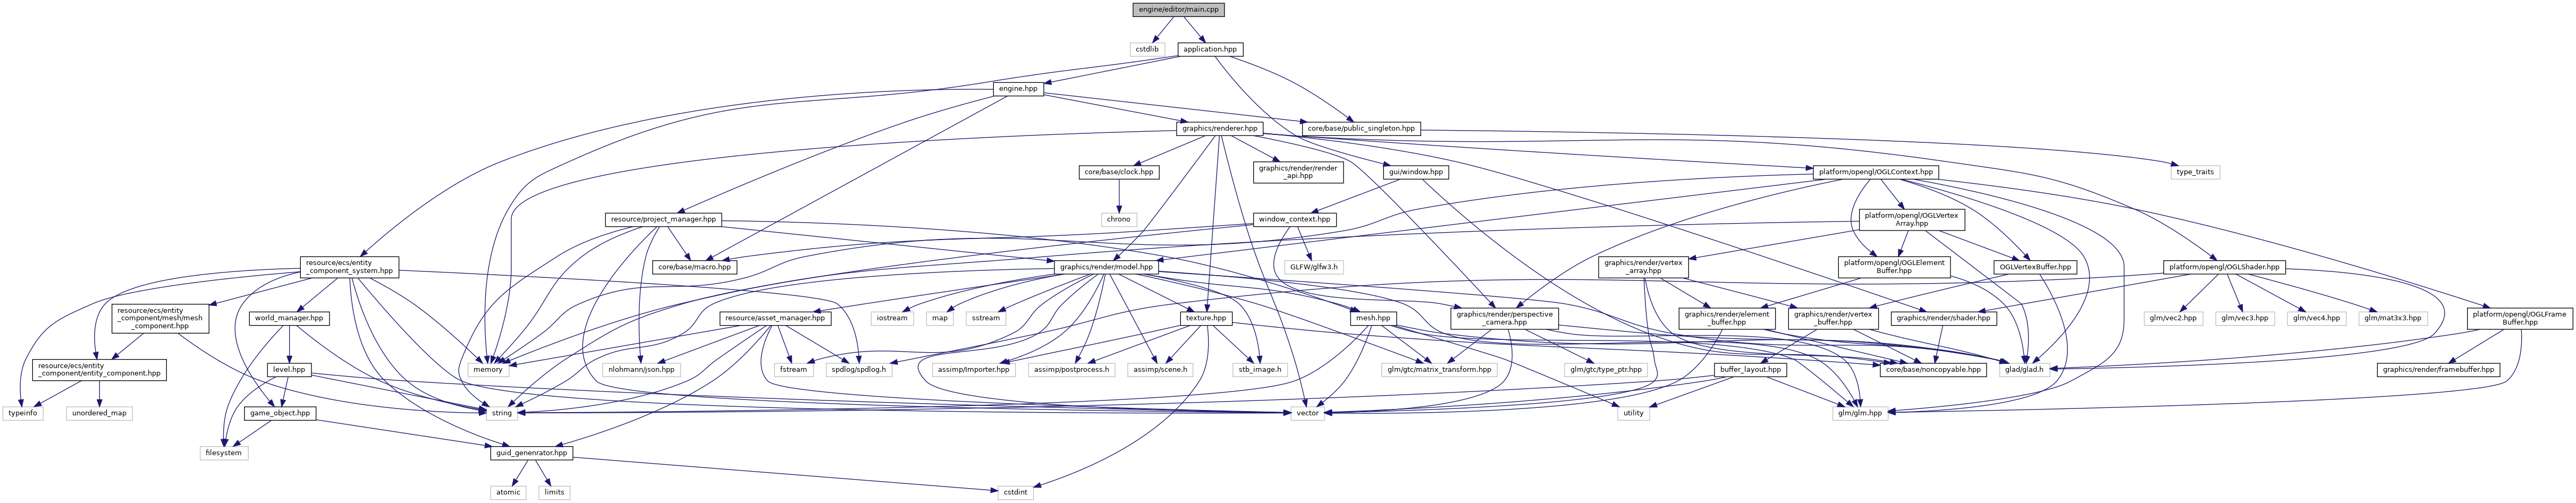 engine/editor/main.cpp
cstdlib
application.hpp
engine.hpp
graphics/renderer.hpp
core/base/public_singleton.hpp
core/base/clock.hpp
graphics/render/render
_api.hpp
gui/window.hpp
platform/opengl/OGLContext.hpp
type_traits
resource/project_manager.hpp
chrono
window_context.hpp
platform/opengl/OGLVertex
Array.hpp
resource/ecs/entity
_component_system.hpp
core/base/macro.hpp
graphics/render/model.hpp
GLFW/glfw3.h
graphics/render/vertex
_array.hpp
platform/opengl/OGLElement
Buffer.hpp
OGLVertexBuffer.hpp
platform/opengl/OGLShader.hpp
resource/ecs/entity
_component/mesh/mesh
_component.hpp
world_manager.hpp
resource/asset_manager.hpp
iostream
map
sstream
texture.hpp
mesh.hpp
graphics/render/perspective
_camera.hpp
graphics/render/element
_buffer.hpp
graphics/render/vertex
_buffer.hpp
graphics/render/shader.hpp
glm/vec2.hpp
glm/vec3.hpp
glm/vec4.hpp
glm/mat3x3.hpp
platform/opengl/OGLFrame
Buffer.hpp
resource/ecs/entity
_component/entity_component.hpp
level.hpp
memory
nlohmann/json.hpp
fstream
spdlog/spdlog.h
assimp/Importer.hpp
assimp/postprocess.h
assimp/scene.h
stb_image.h
glm/gtc/matrix_transform.hpp
glm/gtc/type_ptr.hpp
buffer_layout.hpp
core/base/noncopyable.hpp
glad/glad.h
graphics/render/framebuffer.hpp
typeinfo
unordered_map
game_object.hpp
string
vector
utility
glm/glm.hpp
filesystem
guid_genenrator.hpp
atomic
limits
cstdint